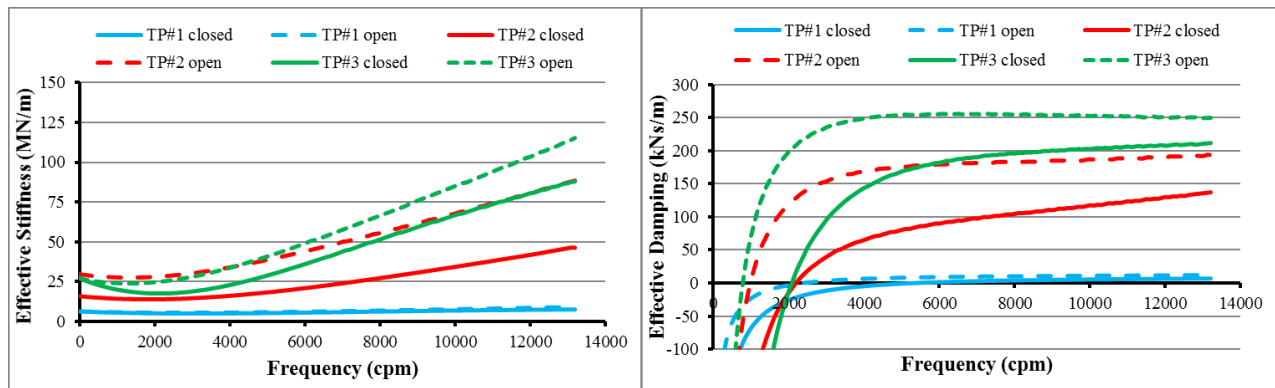 TP#1 closed TP#1 open TP#2 closed
TP#2 open TP#3 closed TP#3 open
150
125
100
75
50
25
0
0 2000 4000 6000 8000 10000 12000 14000
Effective Stiffness (MN/m)
Frequency (cpm)
TP#1 closed TP#1 open TP#2 closed
TP#2 open TP#3 closed TP#3 open
300
250
200
150
100
50
0
-50
-100
0 2000 4000 6000 8000 10000 12000 14000
Effective Damping (kNs/m)
Frequency (cpm)